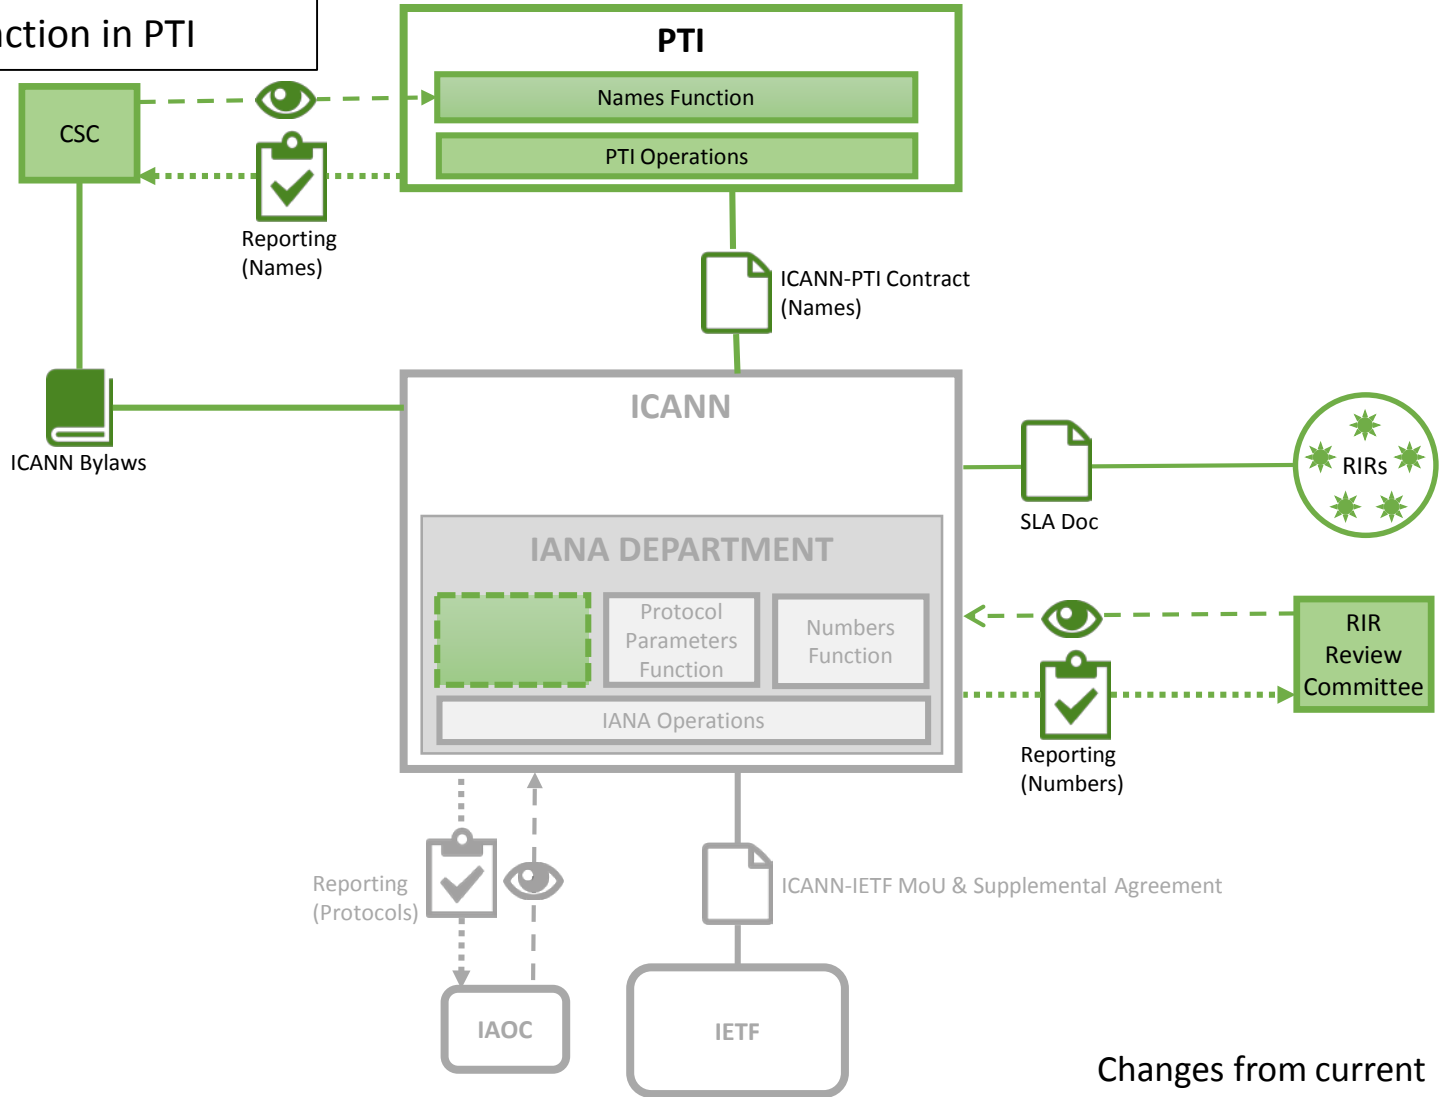 in PTI
PTI
Names Function
PTI Operations
CSC
Reporting
(Names)
ICANN-PTI Contract
(Names)
ICANN Bylaws
ICANN
SLA Doc
RIRs
IANA DEPARTMENT
Protocol
Parameters
Function
Numbers
Function
IANA Operations
RIR
Review
Committee
Reporting
(Numbers)
Reporting
(Protocols)
ICANN-IETF MoU & Supplemental Agreement
IAOC
IETF
Changes from current